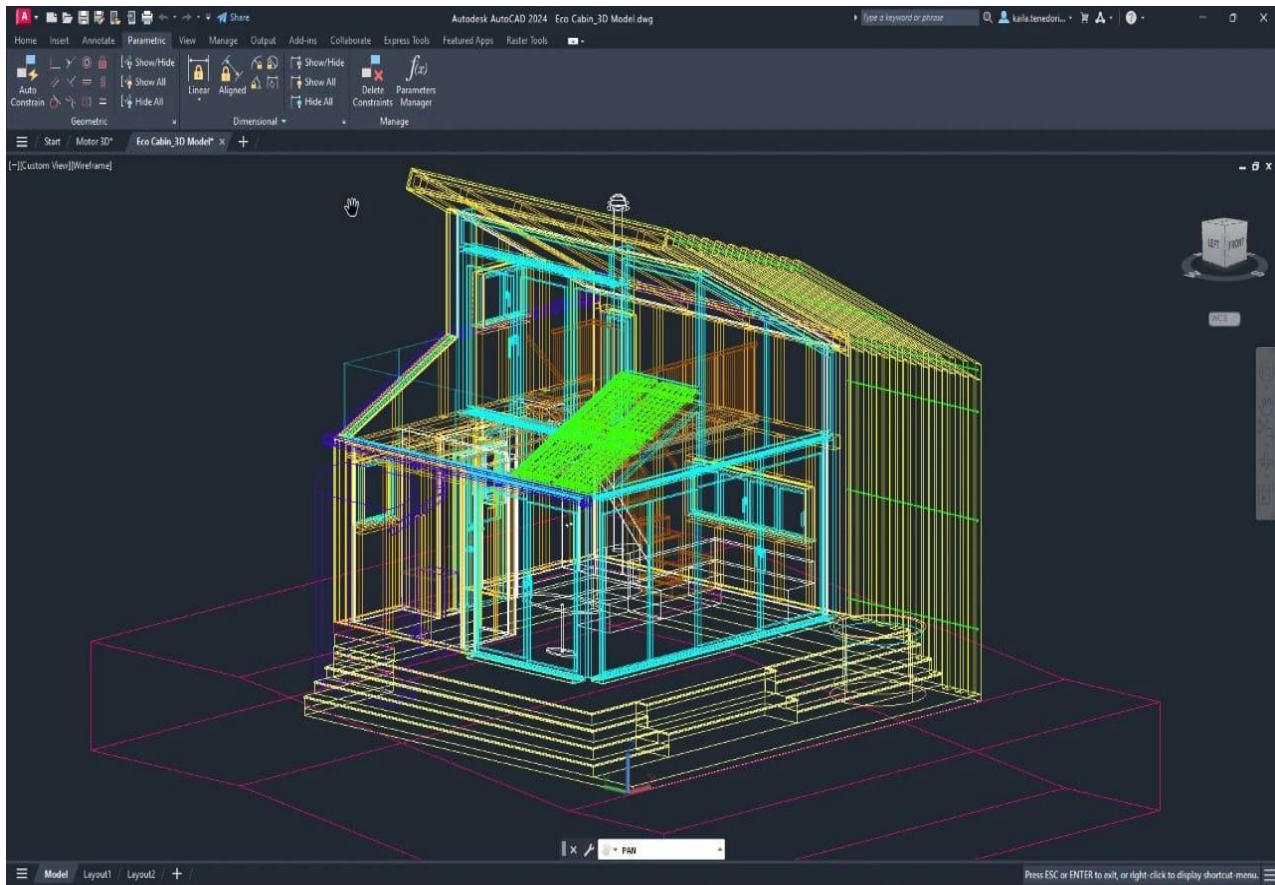 Share
Autodesk AutoCAD 2024 Eco Cabin_3D Model.dwg
Type a keyword or phrase
kaila.tenedori...
Home Insert Annotate Parametric View Manage Output Add-ins Collaborate Express Tools Featured Apps Raster Tools
Auto Constrain
Show/Hide
Show All
Hide All
Linear
Aligned
Show/Hide
Show All
Hide All
Delete Constraints
f(x)
Parameters Manager
Geometric
Dimensional
Manage
Start Motor 3D* Eco Cabin_3D Model*
[-][Custom View][Wireframe]
LEFT FRONT
WCS
PAN
Model Layout1 Layout2
Press ESC or ENTER to exit, or right-click to display shortcut-menu.